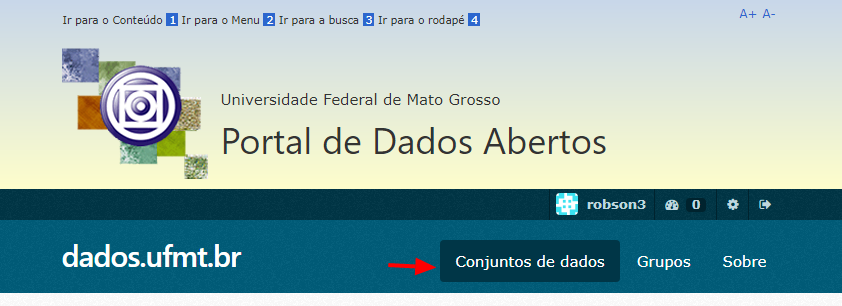 Ir para o Conteúdo 1 Ir para o Menu 2 Ir para a busca 3 Ir para o rodapé 4
A+ A-
Universidade Federal de Mato Grosso
Portal de Dados Abertos
robson3 0
dados.ufmt.br
Conjuntos de dados Grupos Sobre